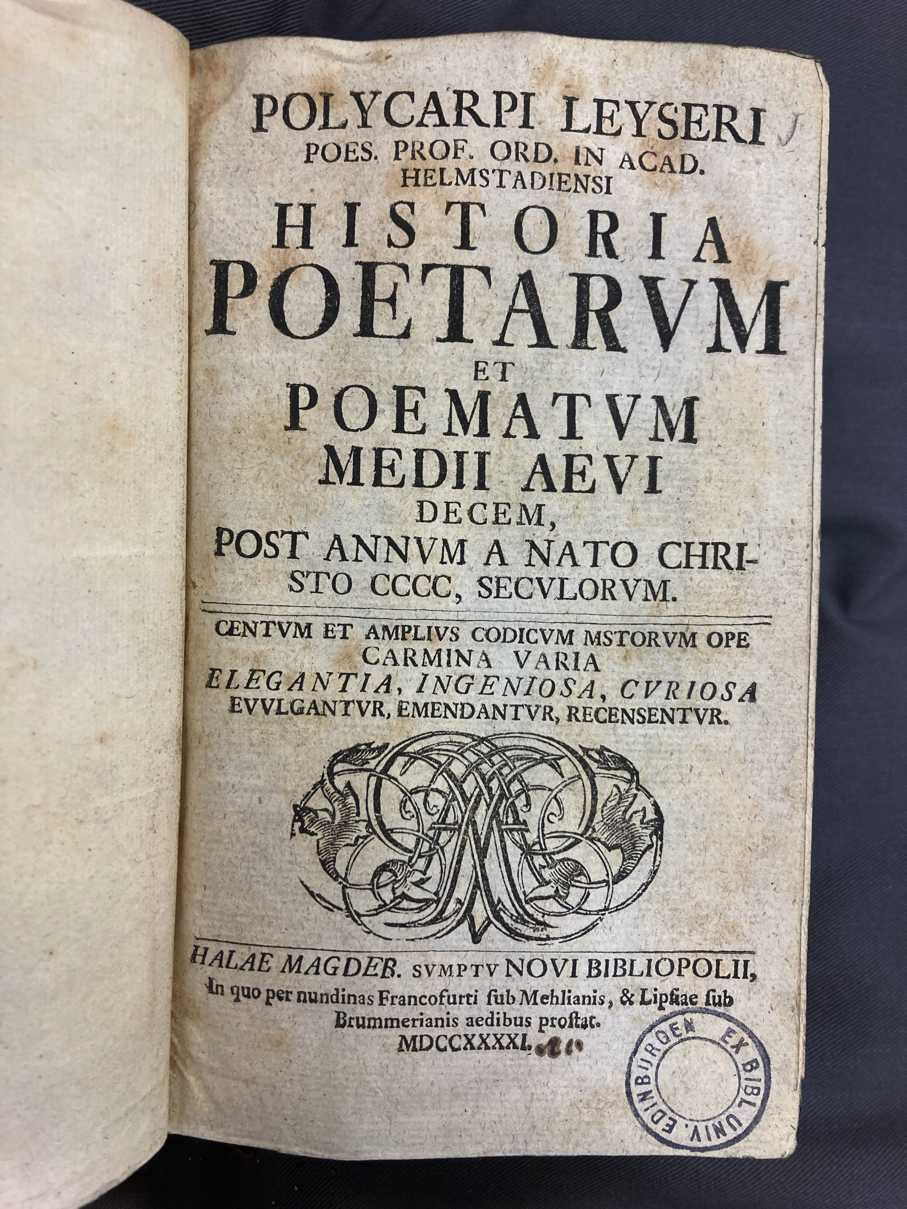 POLYCARPI LEYSERI
POES. PROF. ORD. IN ACAD.
HELMSTADIENSI
HISTORIA
POETARVM
ET
POEMATVM
MEDII AEVI
DECEM,
POST ANNVM A NATO CHRI-
STO CCCC, SECVLORVM.
CENTVM ET AMPLIVS CODICVM MSTORVM OPE
CARMINA VARIA
ELEGANTIA, INGENIOSA, CVRIOSA
EVVLGANTVR, EMENDANTVR, RECENSENTVR.
HALAE MAGDEB. SVMPTV NOVI BIBLIOPOLII,
In quo per nundinas Francofurti ſub Mehlianis, & Lipſiae ſub
Brummerianis aedibus proſtat.
MDCCXXXXI.
EX BIBL. UNIV. EDINBURGEN